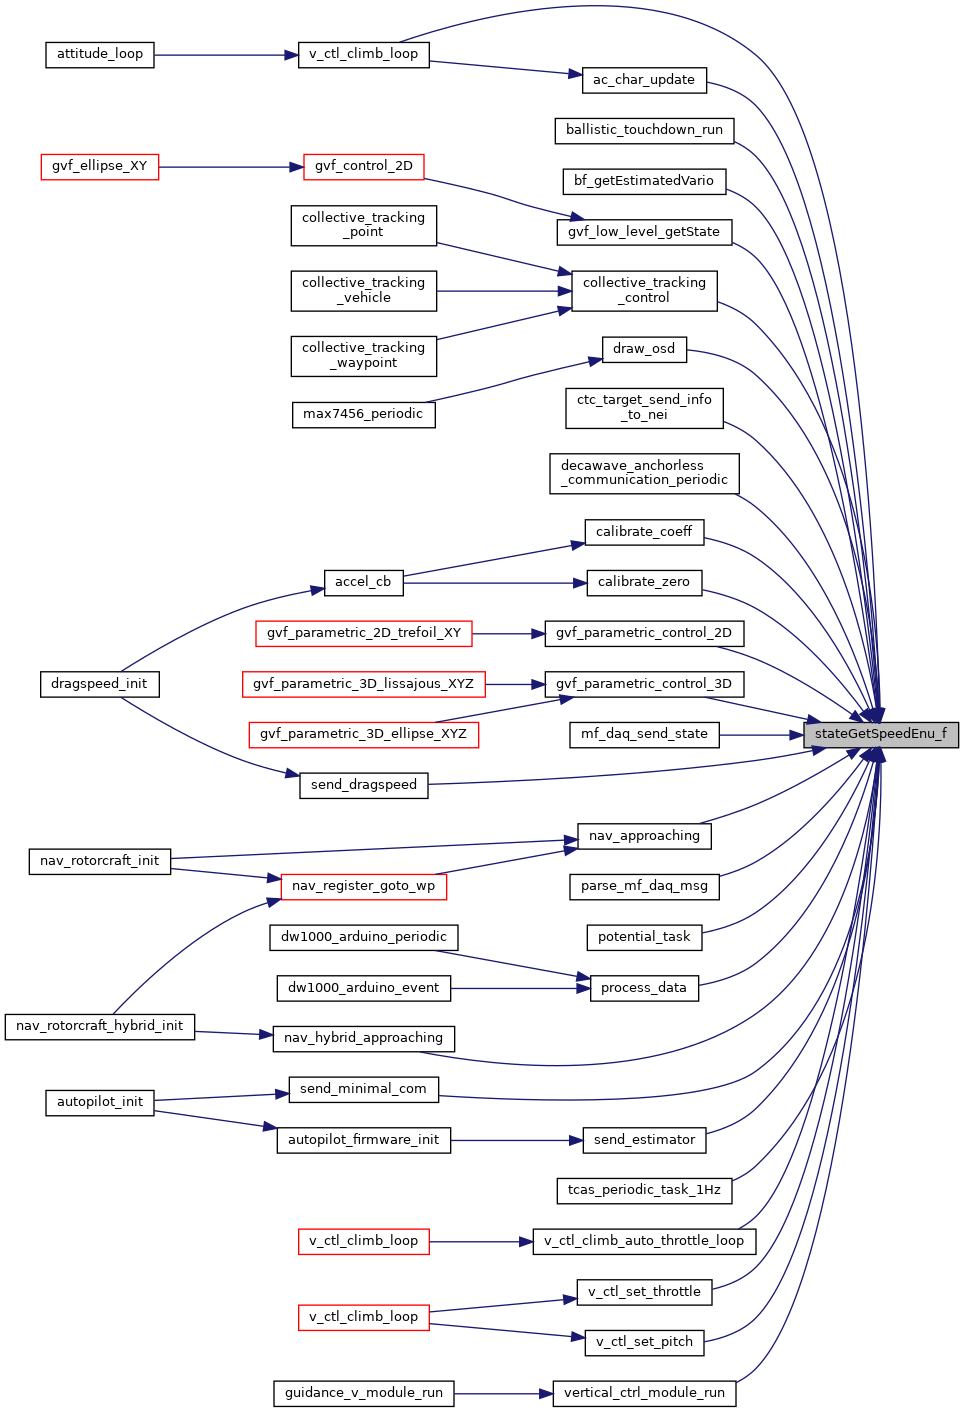 attitude_loop
v_ctl_climb_loop
ac_char_update
ballistic_touchdown_run
gvf_ellipse_XY
gvf_control_2D
bf_getEstimatedVario
collective_tracking
_point
gvf_low_level_getState
collective_tracking
_vehicle
collective_tracking
_control
collective_tracking
_waypoint
draw_osd
max7456_periodic
ctc_target_send_info
_to_nei
decawave_anchorless
_communication_periodic
calibrate_coeff
accel_cb
calibrate_zero
gvf_parametric_2D_trefoil_XY
gvf_parametric_control_2D
dragspeed_init
gvf_parametric_3D_lissajous_XYZ
gvf_parametric_control_3D
gvf_parametric_3D_ellipse_XYZ
mf_daq_send_state
stateGetSpeedEnu_f
send_dragspeed
nav_approaching
nav_rotorcraft_init
nav_register_goto_wp
parse_mf_daq_msg
dw1000_arduino_periodic
potential_task
dw1000_arduino_event
process_data
nav_rotorcraft_hybrid_init
nav_hybrid_approaching
autopilot_init
send_minimal_com
autopilot_firmware_init
send_estimator
tcas_periodic_task_1Hz
v_ctl_climb_loop
v_ctl_climb_auto_throttle_loop
v_ctl_set_throttle
v_ctl_climb_loop
v_ctl_set_pitch
guidance_v_module_run
vertical_ctrl_module_run